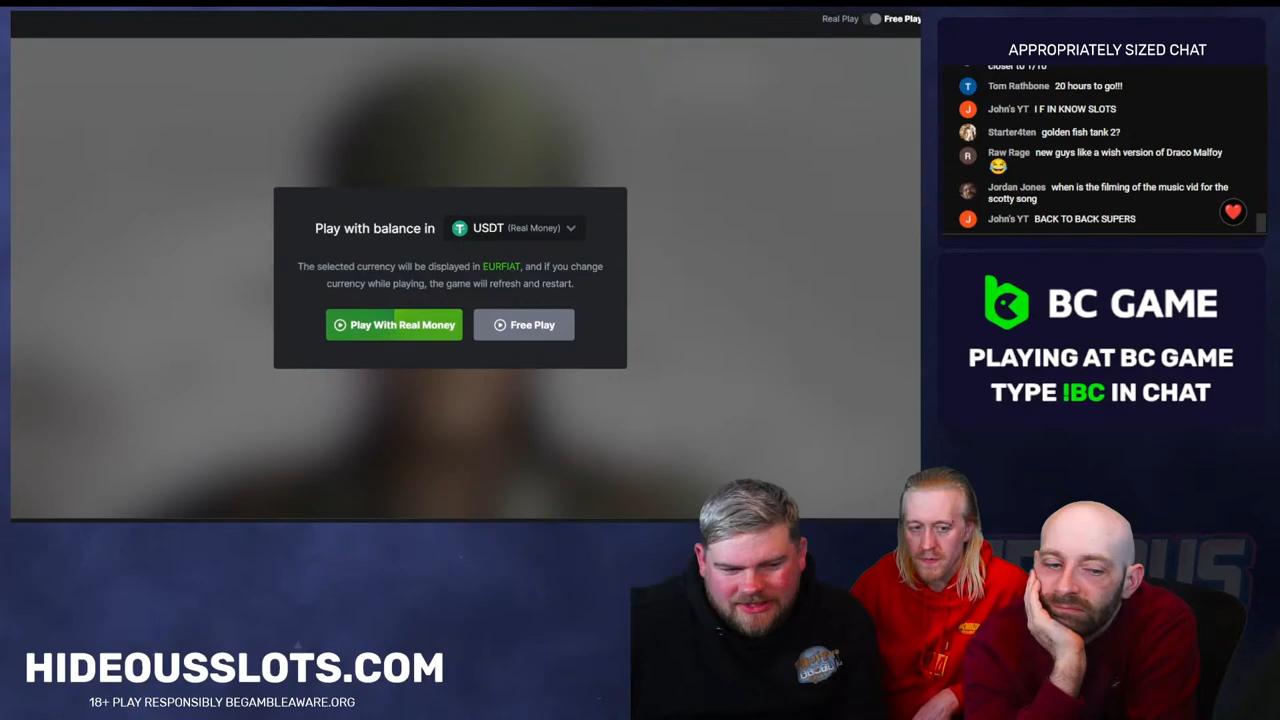 Real Play
Free Play
APPROPRIATELY SIZED CHAT
closer to 1/10
Tom Rathbone 20 hours to go!!!
John's YT I F IN KNOW SLOTS
Starter4ten golden fish tank 2?
Raw Rage new guys like a wish version of Draco Malfoy
😂
Jordan Jones when is the filming of the music vid for the
scotty song
John's YT BACK TO BACK SUPERS
Play with balance in USDT (Real Money)
The selected currency will be displayed in EURFIAT, and if you change
currency while playing, the game will refresh and restart.
Play With Real Money
Free Play
BC GAME
PLAYING AT BC GAME
TYPE !BC IN CHAT
HIDEOUSSLOTS.COM
18+ PLAY RESPONSIBLY BEGAMBLEAWARE.ORG